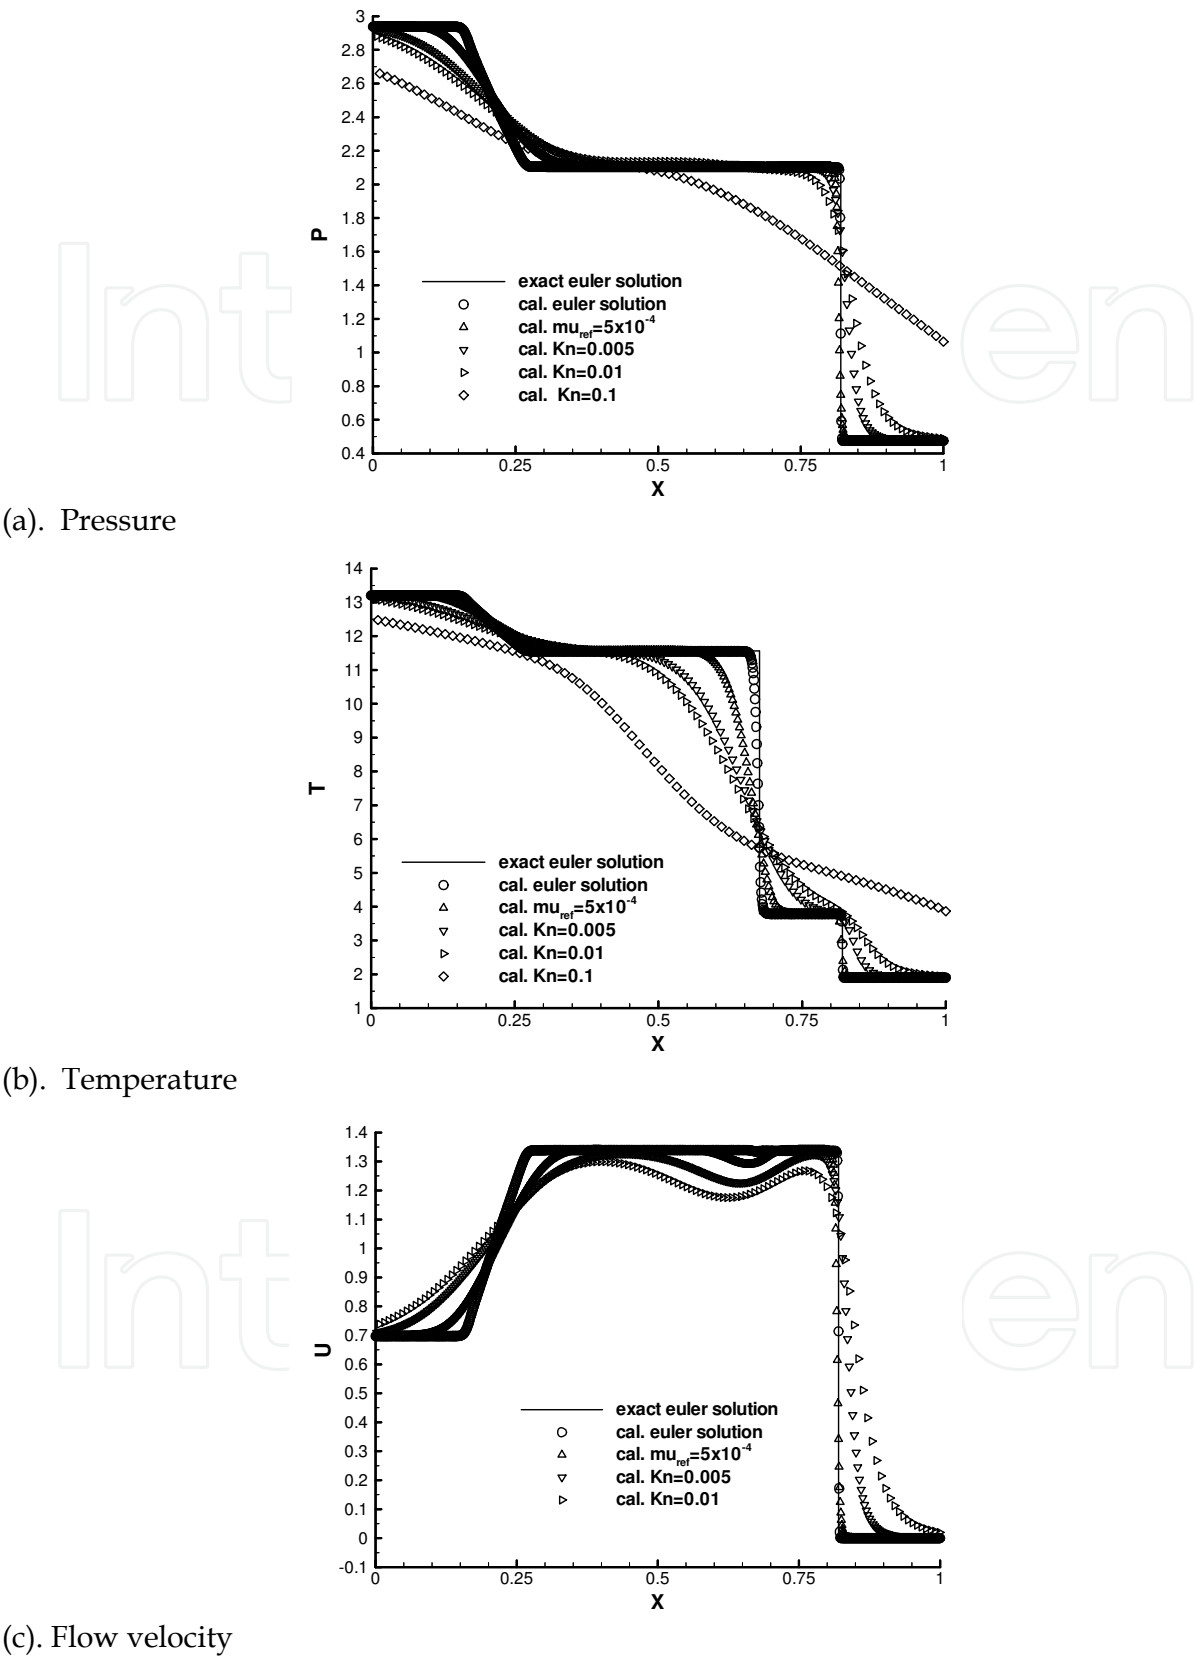 3
2.8
2.6
2.4
2.2
2
1.8
1.6
1.4
1.2
1
0.8
0.6
0.4
P
exact euler solution
cal. euler solution
cal. mu_ref=5x10^-4
cal. Kn=0.005
cal. Kn=0.01
cal. Kn=0.1
0 0.25 0.5 0.75 1
X
Int en
(a). Pressure
14
13
12
11
10
9
8
7
6
5
4
3
2
1
T
exact euler solution
cal. euler solution
cal. mu_ref=5x10^-4
cal. Kn=0.005
cal. Kn=0.01
cal. Kn=0.1
0 0.25 0.5 0.75 1
X
(b). Temperature
1.4
1.3
1.2
1.1
1
0.9
0.8
0.7
0.6
0.5
0.4
0.3
0.2
0.1
0
-0.1
U
exact euler solution
cal. euler solution
cal. mu_ref=5x10^-4
cal. Kn=0.005
cal. Kn=0.01
0 0.25 0.5 0.75 1
X
Int en
(c). Flow velocity